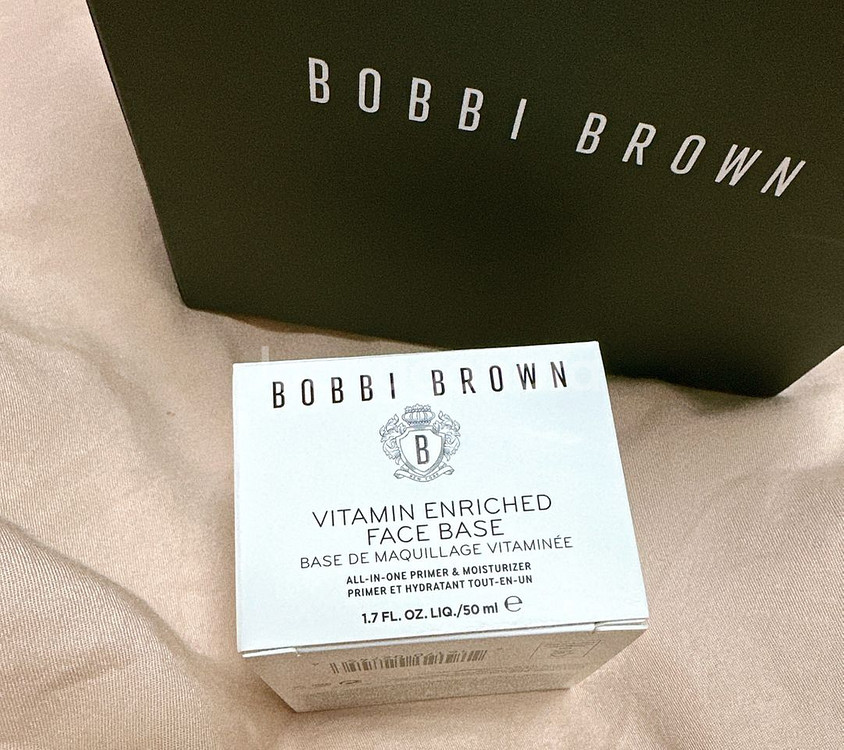 BOBBI BROWN
BOBBI BROWN
B
VITAMIN ENRICHED
FACE BASE
BASE DE MAQUILLAGE VITAMINÉE
ALL-IN-ONE PRIMER & MOISTURIZER
PRIMER ET HYDRATANT TOUT-EN-UN
1.7 FL. OZ. LIQ./50 ml ℮